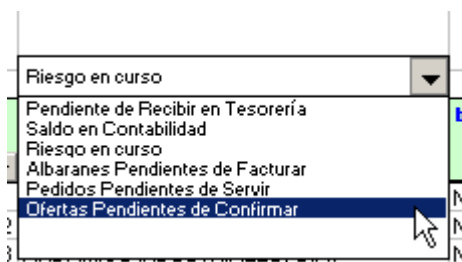 Riesgo en curso
Pendiente de Recibir en Tesorería
Saldo en Contabilidad
Riesgo en curso
Albaranes Pendientes de Facturar
Pedidos Pendientes de Servir
Ofertas Pendientes de Confirmar